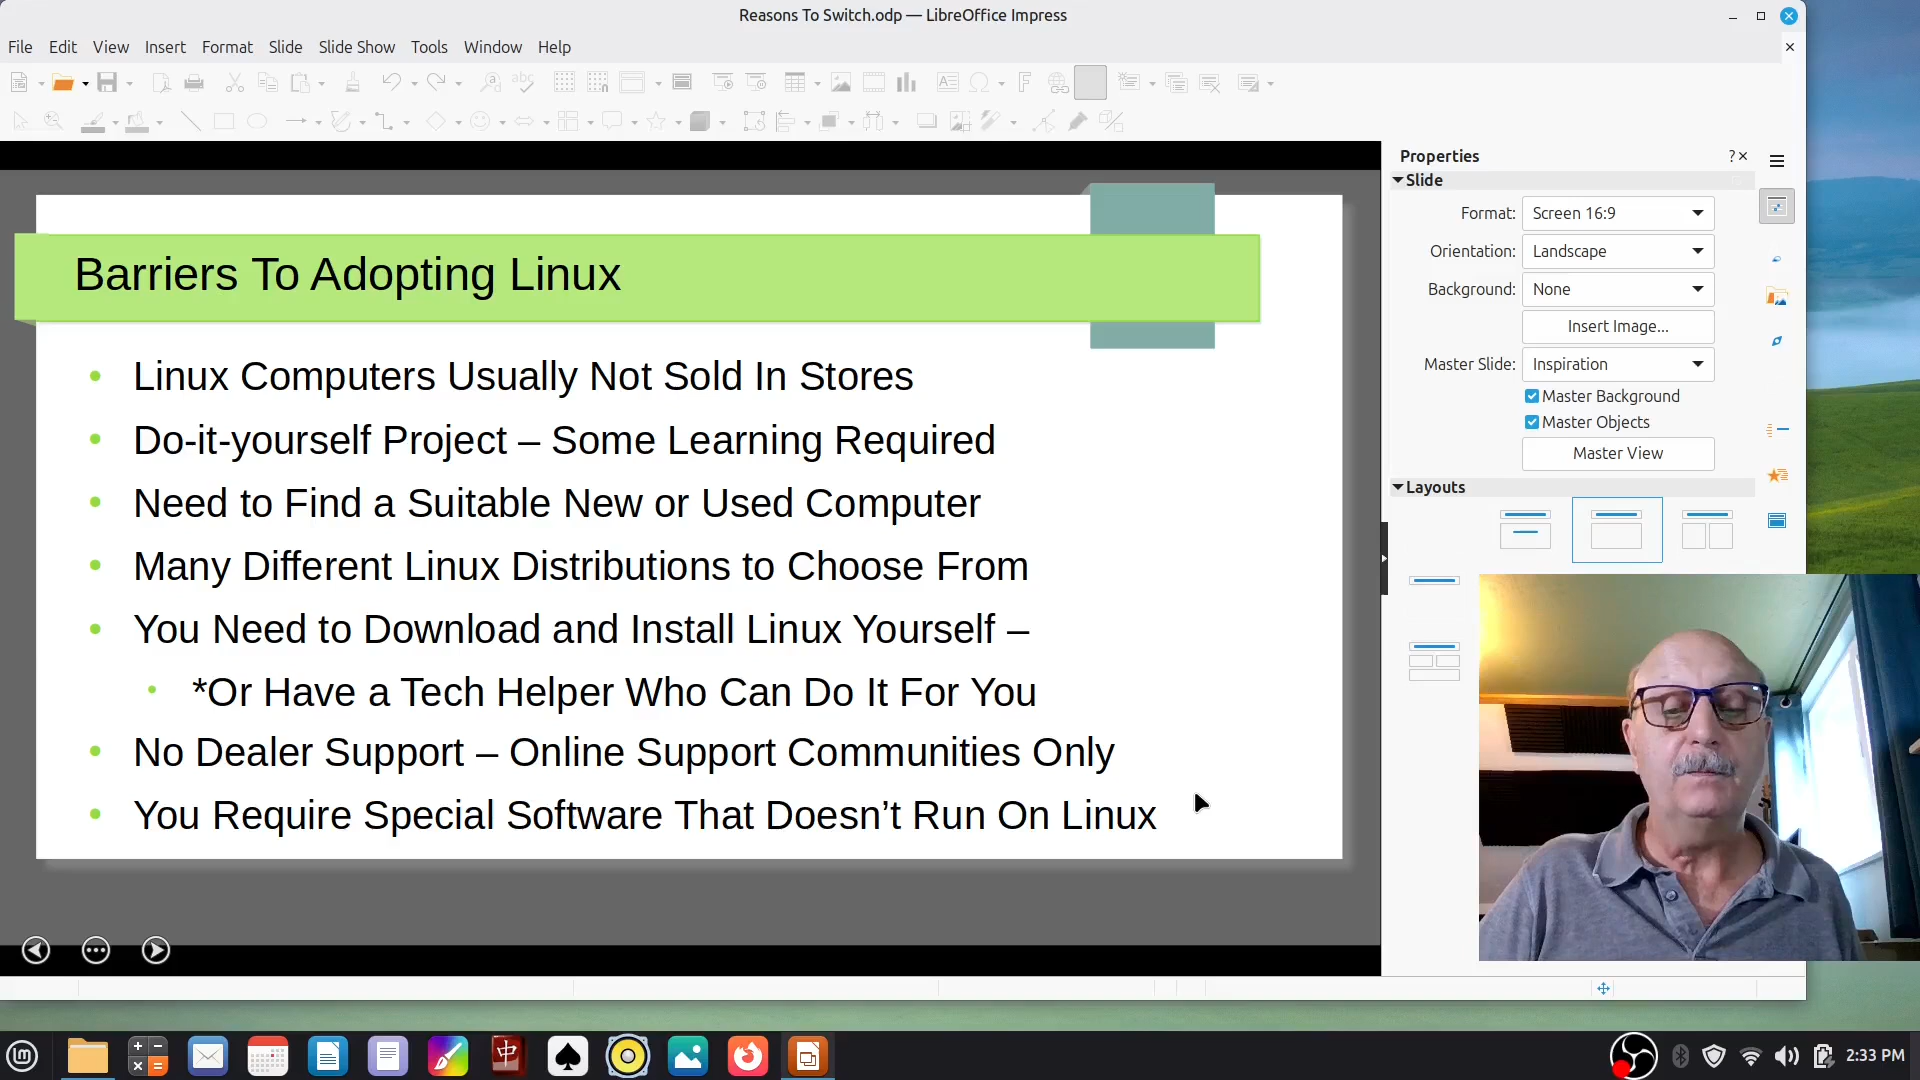 Reasons To Switch.odp — LibreOffice Impress
File Edit View Insert Format Slide Slide Show Tools Window Help
Barriers To Adopting Linux
Linux Computers Usually Not Sold In Stores
Do-it-yourself Project – Some Learning Required
Need to Find a Suitable New or Used Computer
Many Different Linux Distributions to Choose From
You Need to Download and Install Linux Yourself –
*Or Have a Tech Helper Who Can Do It For You
No Dealer Support – Online Support Communities Only
You Require Special Software That Doesn’t Run On Linux
Properties
Slide
Format: Screen 16:9
Orientation: Landscape
Background: None
Insert Image...
Master Slide: Inspiration
Master Background
Master Objects
Master View
Layouts
2:33 PM